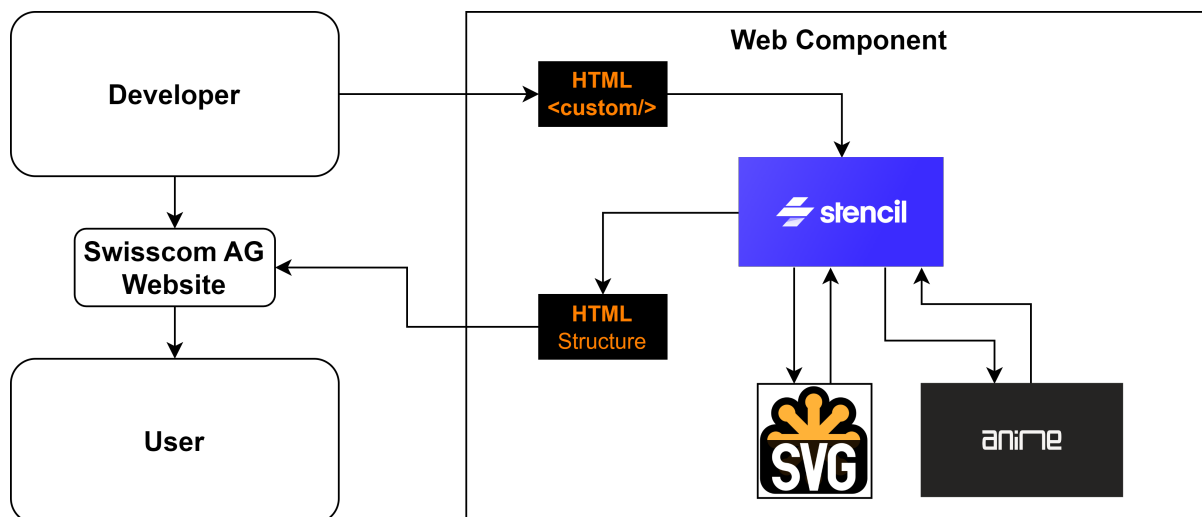 Web Component
Developer
HTML
<custom/>
stencil
Swisscom AG
Website
HTML
Structure
User
SVG
anime